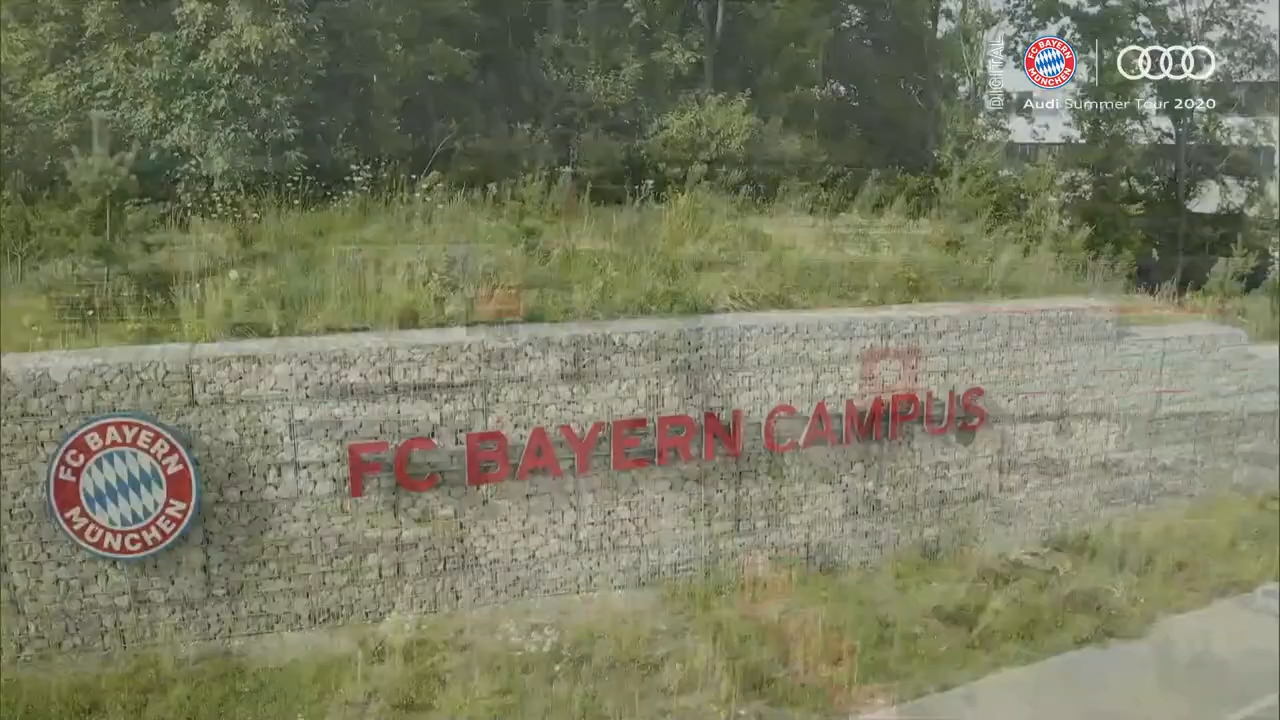 DIGITAL
FC BAYERN
MÜNCHEN
Audi Summer Tour 2020
FC BAYERN CAMPUS
FC BAYERN
MÜNCHEN